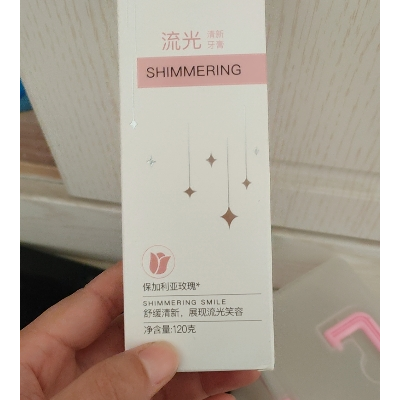 流光 清新
牙膏
SHIMMERING
保加利亚玫瑰*
SHIMMERING SMILE
舒缓清新、展现流光笑容
净含量:120克